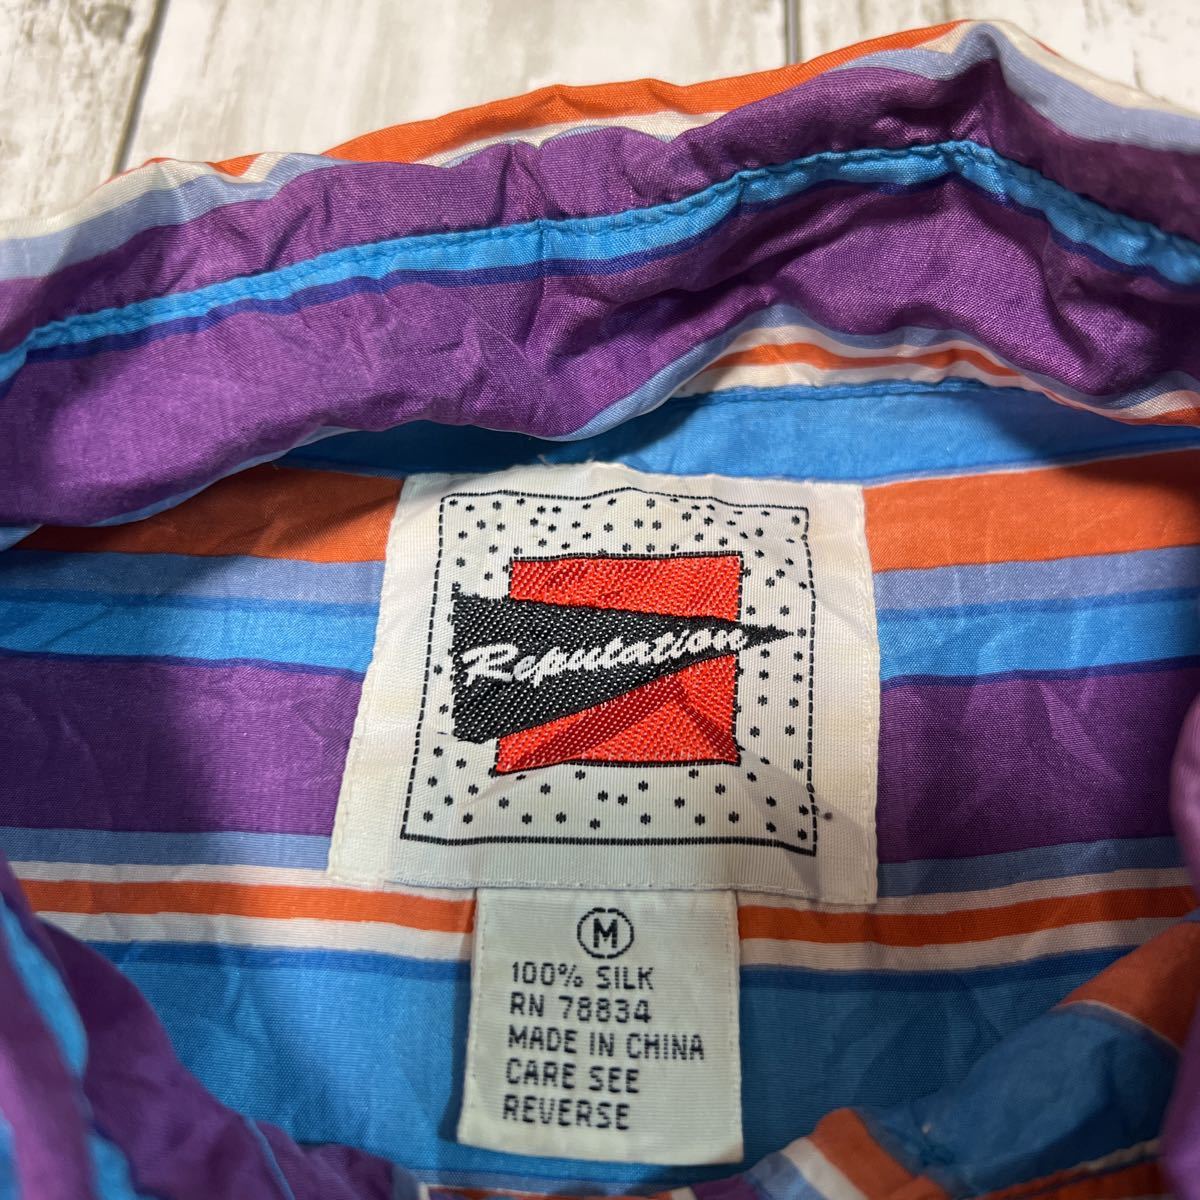 Reputation
M
100% SILK
RN 78834
MADE IN CHINA
CARE SEE
REVERSE